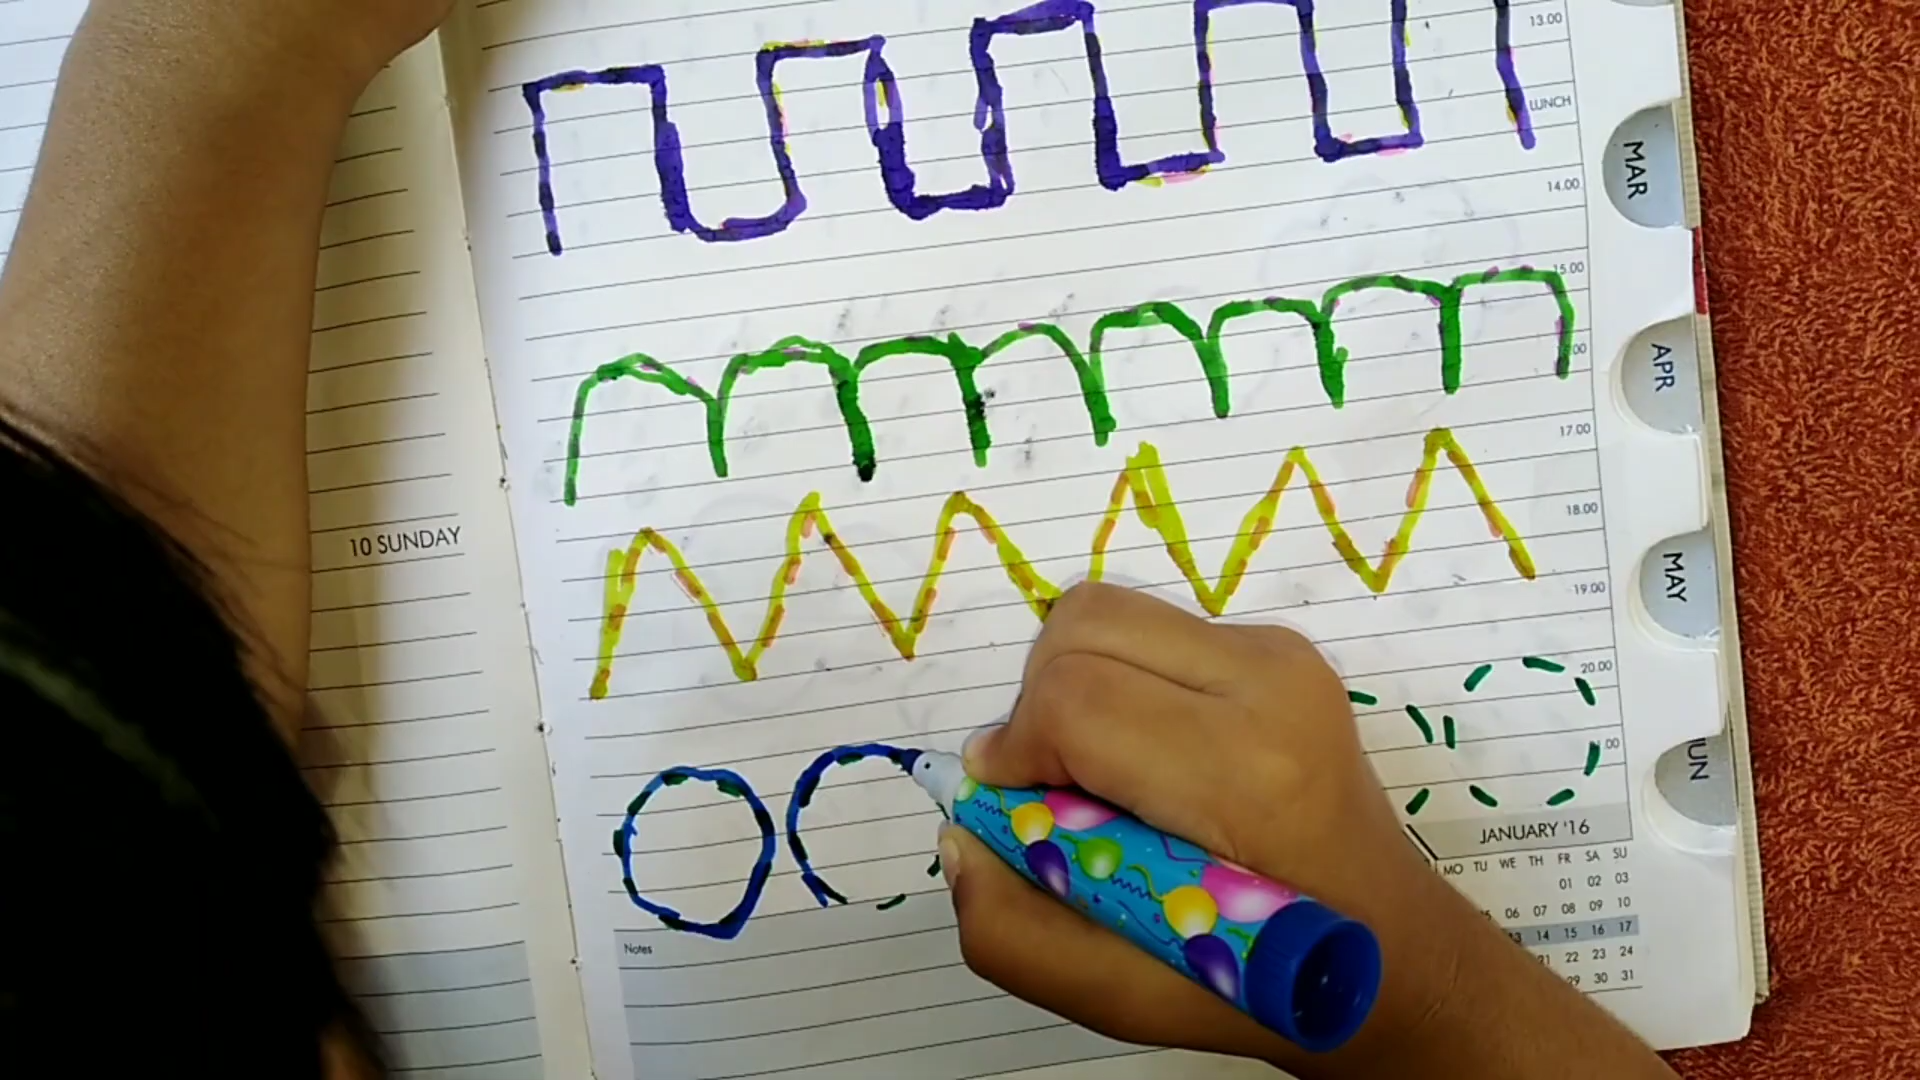 13.00
LUNCH
14.00
15.00
17.00
18.00
19.00
20.00
10 SUNDAY
MAR
APR
MAY
JANUARY '16
MO TU WE TH FR SA SU
01 02 03
06 07 08 09 10
14 15 16 17
22 23 24
30 31
Notes